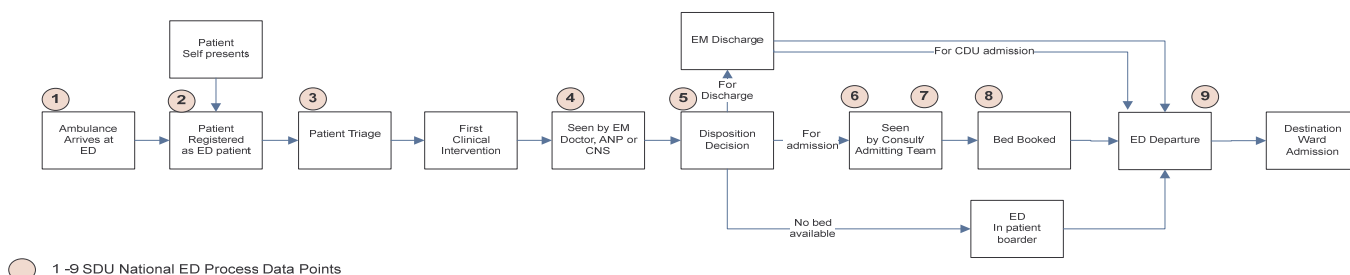 Patient
Self presents
EM Discharge
For CDU admission
For
Discharge
1
2
3
4
5
6
7
8
9
Ambulance
Arrives at
ED
Patient
Registered
as ED patient
Patient Triage
First
Clinical
Intervention
Seen by EM
Doctor, ANP or
CNS
Disposition
Decision
For
admission
Seen
by Consult/
Admitting Team
Bed Booked
ED Departure
Destination
Ward
Admission
No bed
available
ED
In patient
boarder
1 -9 SDU National ED Process Data Points